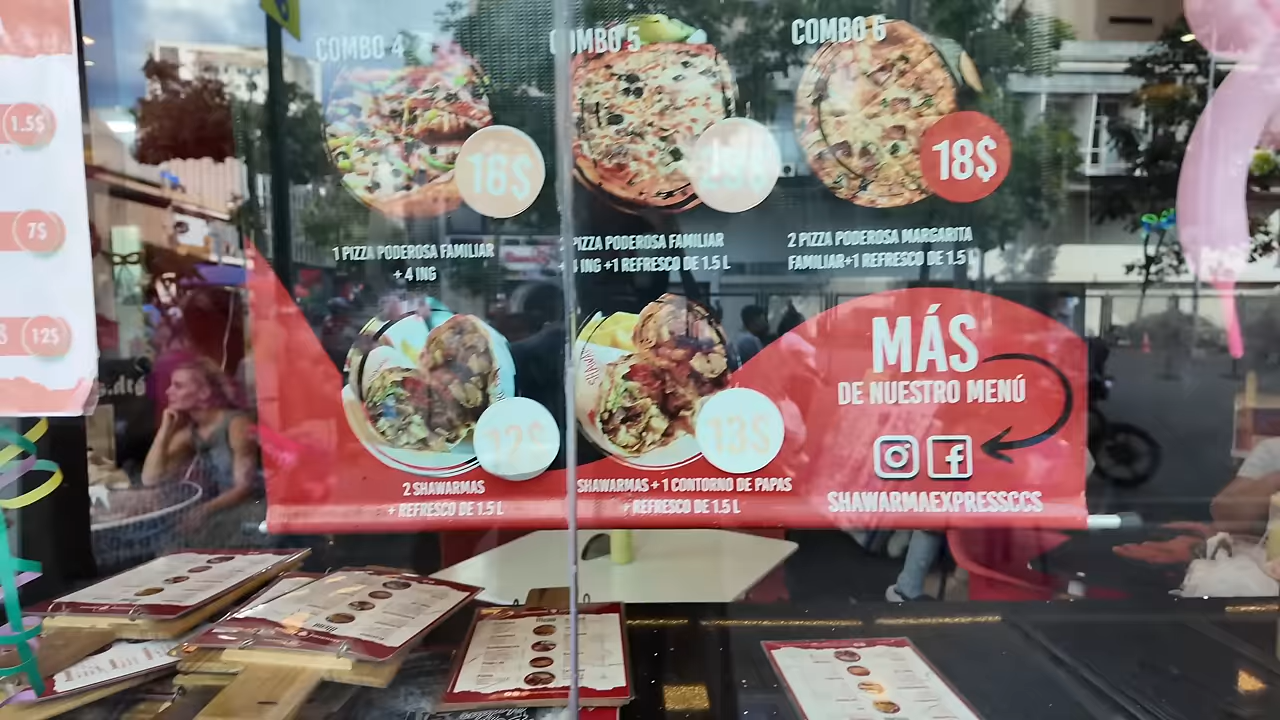 1.5$
7$
12$
COMBO 4
COMBO 5
COMBO 6
16$
18$
1 PIZZA PODEROSA FAMILIAR
+ 4 ING
PIZZA PODEROSA FAMILIAR
ING +1 REFRESCO DE 1.5 L
2 PIZZA PODEROSA MARGARITA
FAMILIAR+1 REFRESCO DE 1.5 L
12$
13$
2 SHAWARMAS
+ REFRESCO DE 1.5 L
SHAWARMAS + 1 CONTORNO DE PAPAS
+ REFRESCO DE 1.5 L
MÁS
DE NUESTRO MENÚ
SHAWARMAEXPRESSCCS